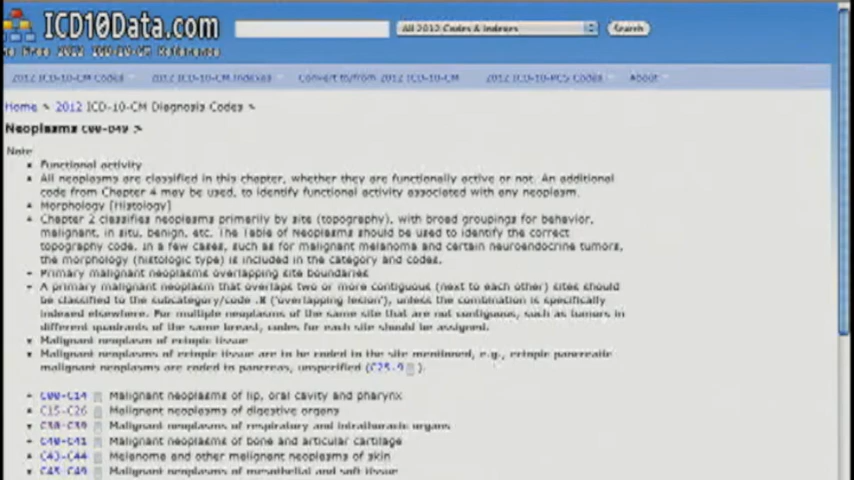 ICD10Data.com
All 2012 Codes & Indexes
Search
2012 ICD-10-CM Codes
2012 ICD-10-CM Indexes
Convert to/from 2012 ICD-10-CM
2012 ICD-10-PCS Codes
About
Home
2012 ICD-10-CM Diagnosis Codes
Neoplasms C00-D49
Note
Functional activity
All neoplasms are classified in this chapter, whether they are functionally active or not. An additional
code from Chapter 4 may be used, to identify functional activity associated with any neoplasm.
Morphology [Histology]
Chapter 2 classifies neoplasms primarily by site (topography), with broad groupings for behavior,
malignant, in situ, benign, etc. The Table of Neoplasms should be used to identify the correct
topography code. In a few cases, such as for malignant melanoma and certain neuroendocrine tumors,
the morphology (histologic type) is included in the category and codes.
Primary malignant neoplasms overlapping site boundaries
A primary malignant neoplasm that overlaps two or more contiguous (next to each other) sites should
be classified to the subcategory/code .8 ('overlapping lesion'), unless the combination is specifically
indexed elsewhere. For multiple neoplasms of the same site that are not contiguous, such as tumors in
different quadrants of the same breast, codes for each site should be assigned.
Malignant neoplasm of ectopic tissue
Malignant neoplasms of ectopic tissue are to be coded to the site mentioned, e.g., ectopic pancreatic
malignant neoplasms are coded to pancreas, unspecified (C25.9).
C00-C14 Malignant neoplasms of lip, oral cavity and pharynx
C15-C26 Malignant neoplasms of digestive organs
C30-C39 Malignant neoplasms of respiratory and intrathoracic organs
C40-C41 Malignant neoplasms of bone and articular cartilage
C43-C44 Melanoma and other malignant neoplasms of skin
C45-C49 Malignant neoplasms of mesothelial and soft tissue